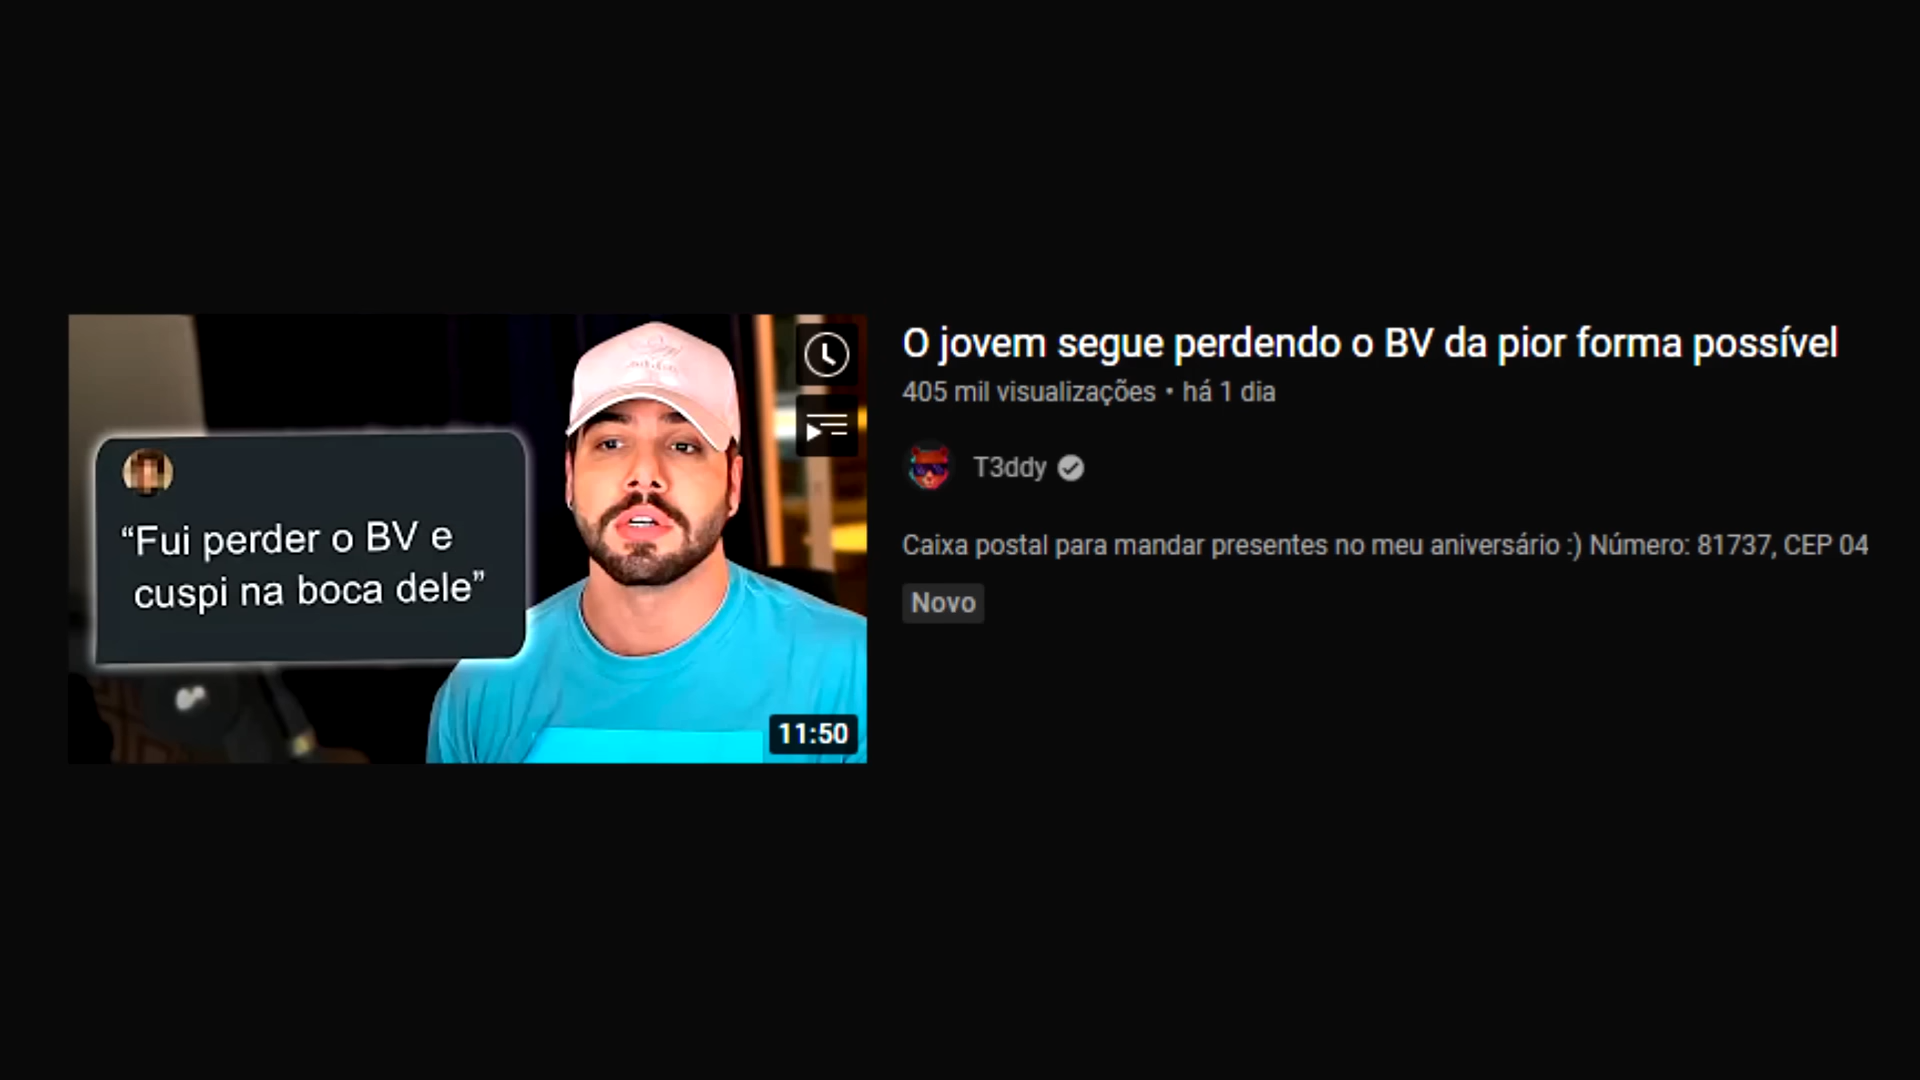 “Fui perder o BV e
cuspi na boca dele”
11:50
O jovem segue perdendo o BV da pior forma possível
405 mil visualizações • há 1 dia
T3ddy
Caixa postal para mandar presentes no meu aniversário :) Número: 81737, CEP 04
Novo